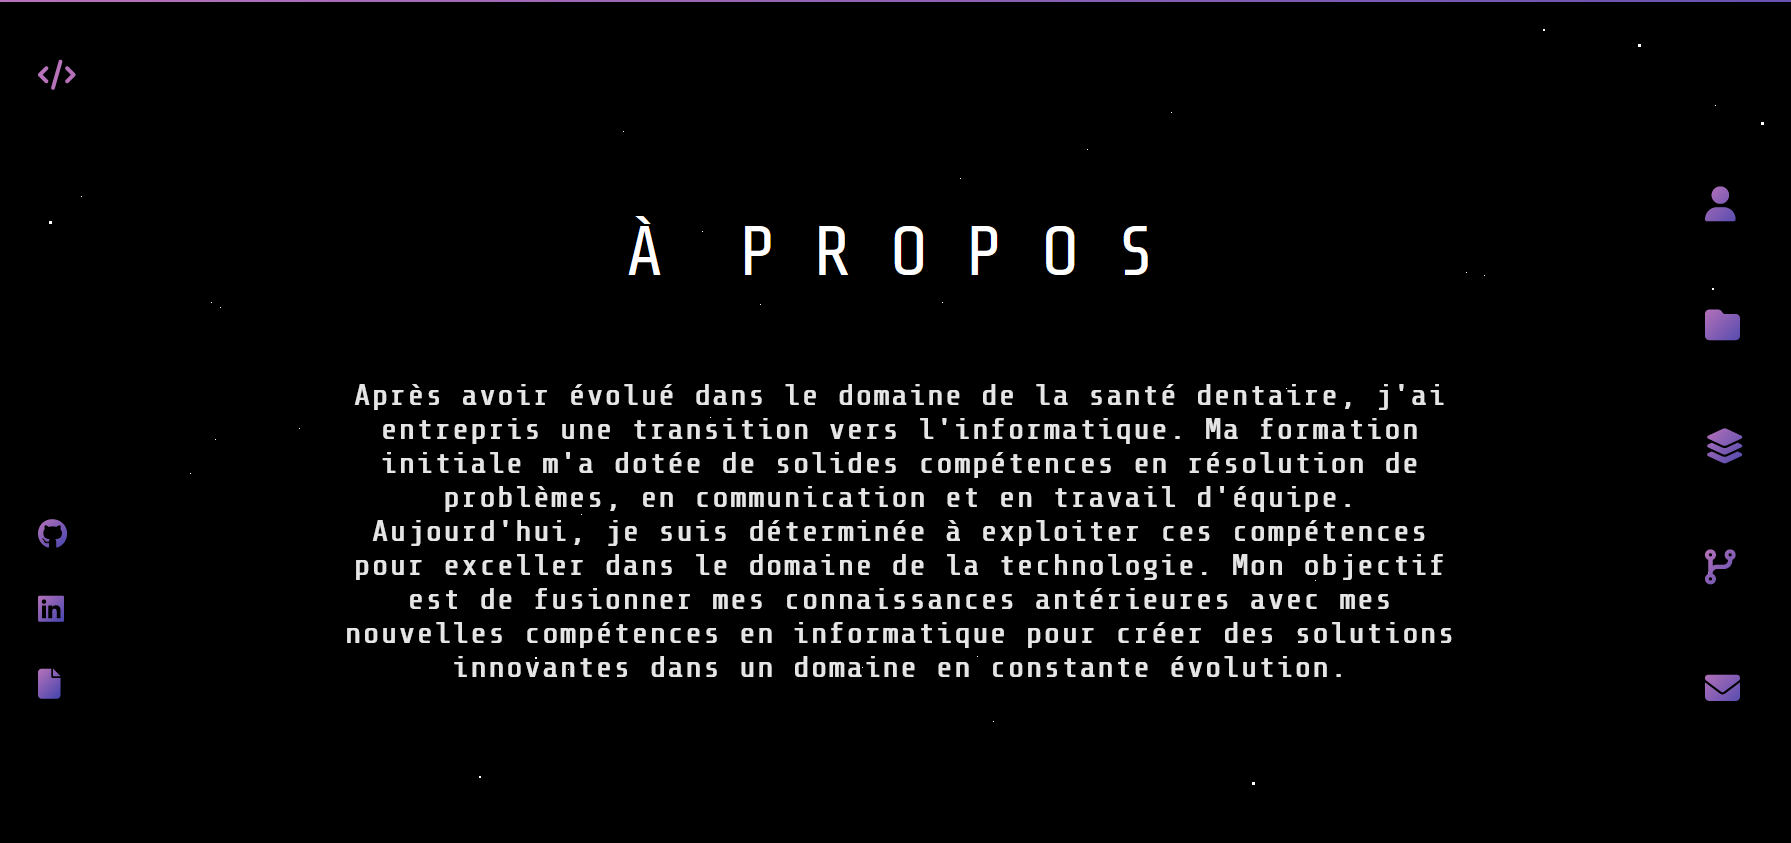 À PROPOS
Après avoir évolué dans le domaine de la santé dentaire, j'ai
entrepris une transition vers l'informatique. Ma formation
initiale m'a dotée de solides compétences en résolution de
problèmes, en communication et en travail d'équipe.
Aujourd'hui, je suis déterminée à exploiter ces compétences
pour exceller dans le domaine de la technologie. Mon objectif
est de fusionner mes connaissances antérieures avec mes
nouvelles compétences en informatique pour créer des solutions
innovantes dans un domaine en constante évolution.